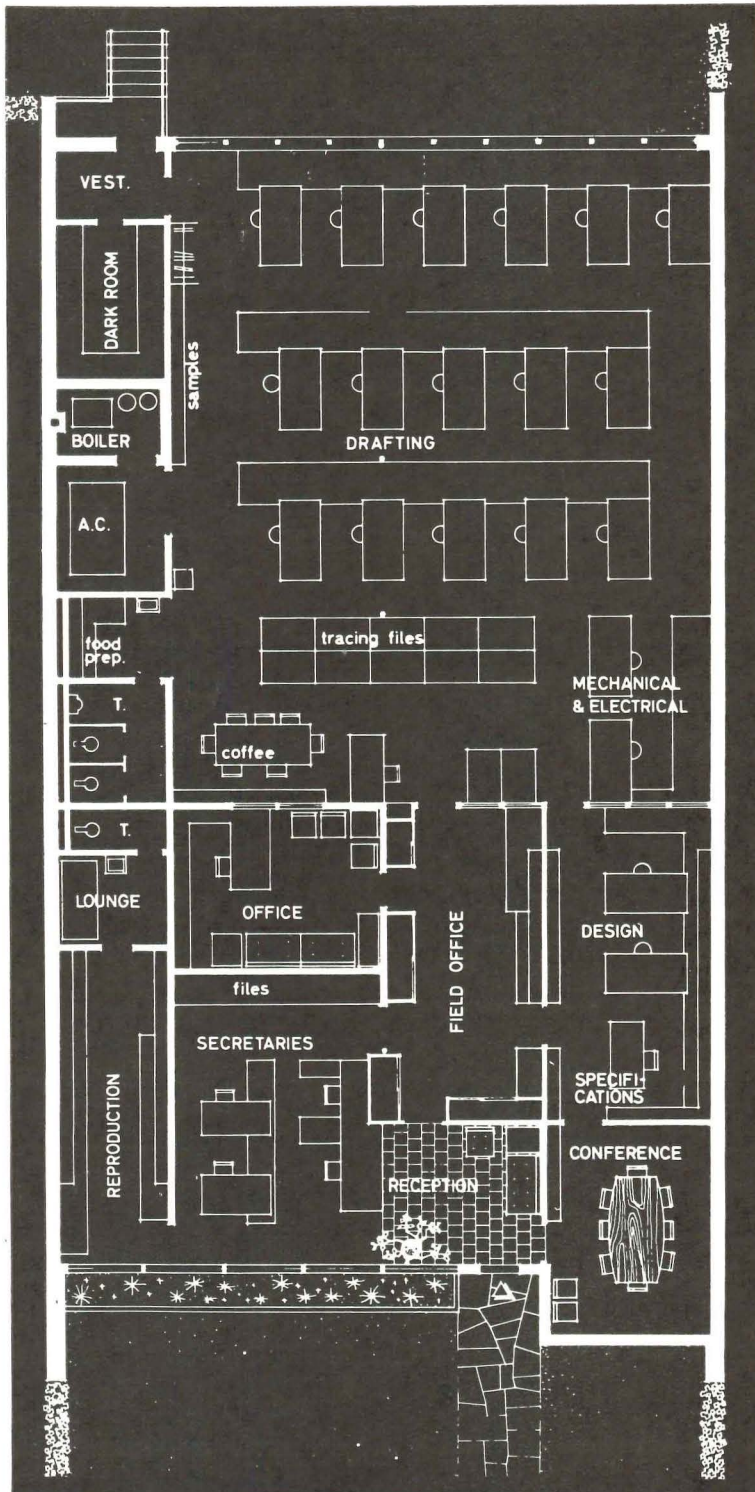 VEST.
DARK ROOM
samples
BOILER
DRAFTING
A.C.
food
prep.
tracing files
T.
MECHANICAL
& ELECTRICAL
coffee
T.
LOUNGE
OFFICE
FIELD OFFICE
DESIGN
files
SECRETARIES
SPECIFI-
CATIONS
REPRODUCTION
RECEPTION
CONFERENCE